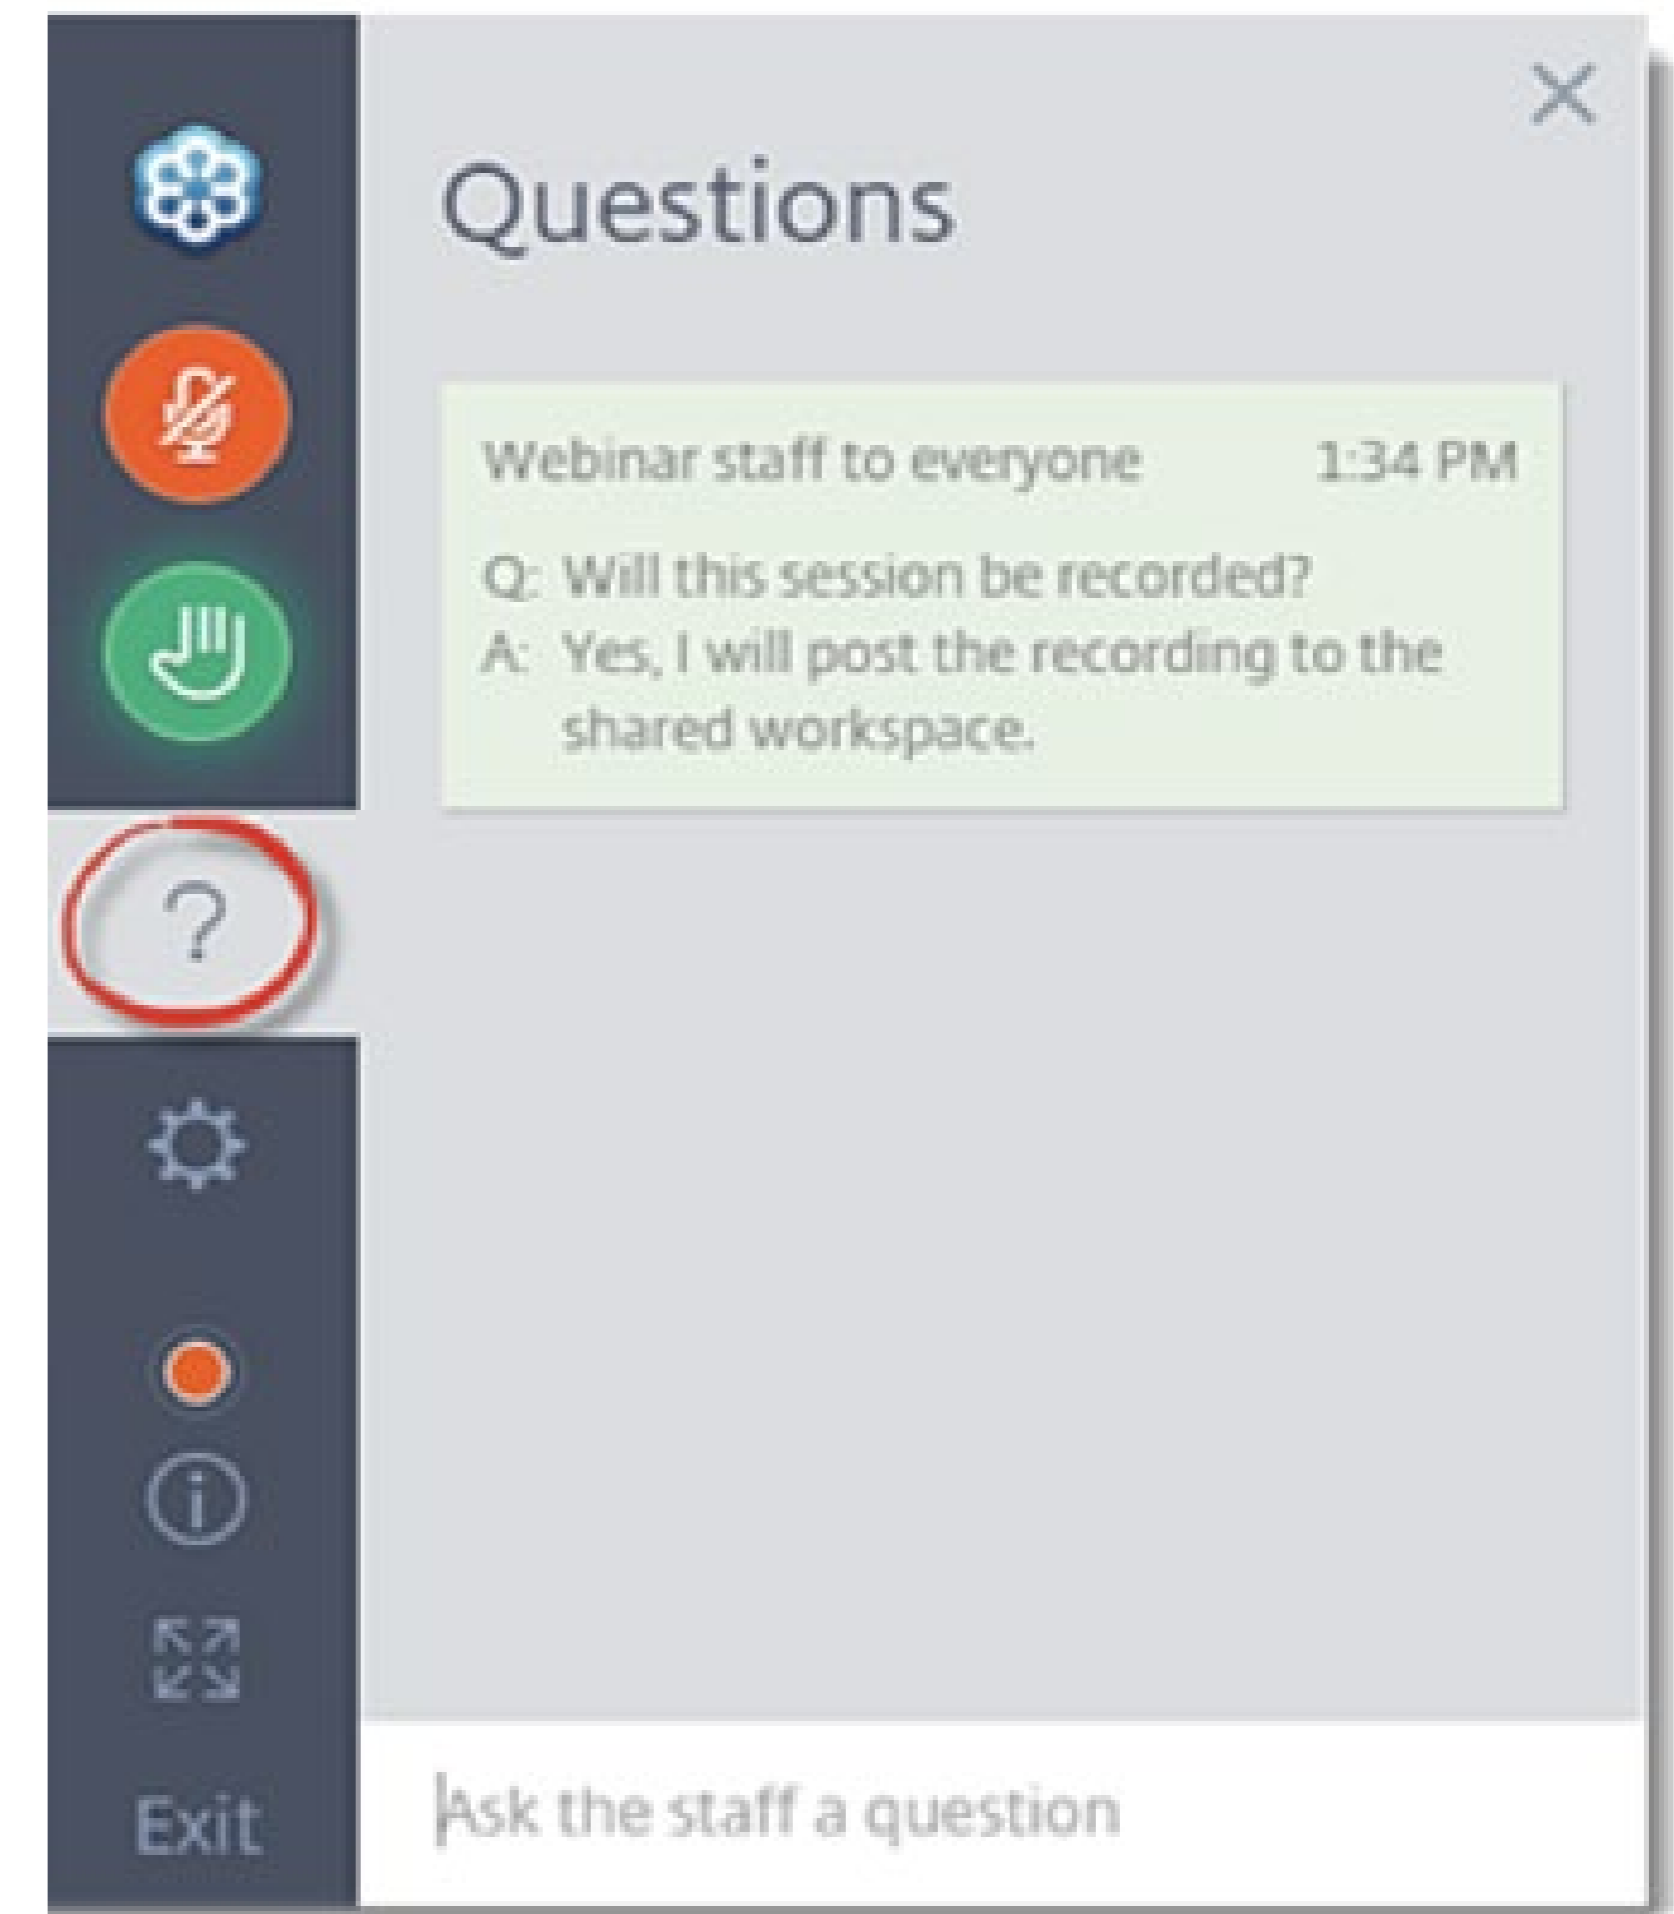 Questions
Webinar staff to everyone 1:34 PM
Q: Will this session be recorded?
A: Yes, I will post the recording to the
shared workspace.
?
i
Exit
Ask the staff a question